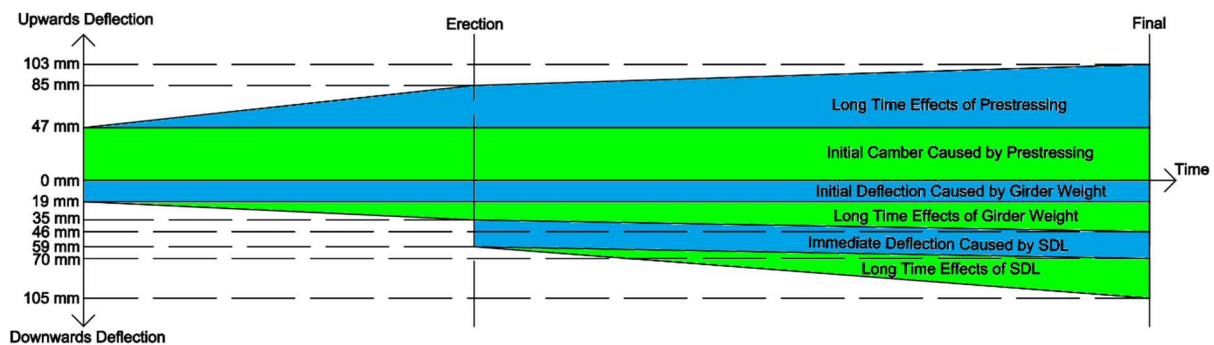 Upwards Deflection
Erection
Final
103 mm
85 mm
Long Time Effects of Prestressing
47 mm
Initial Camber Caused by Prestressing
0 mm
Time
Initial Deflection Caused by Girder Weight
19 mm
Long Time Effects of Girder Weight
35 mm
46 mm
Immediate Deflection Caused by SDL
59 mm
70 mm
Long Time Effects of SDL
105 mm
Downwards Deflection